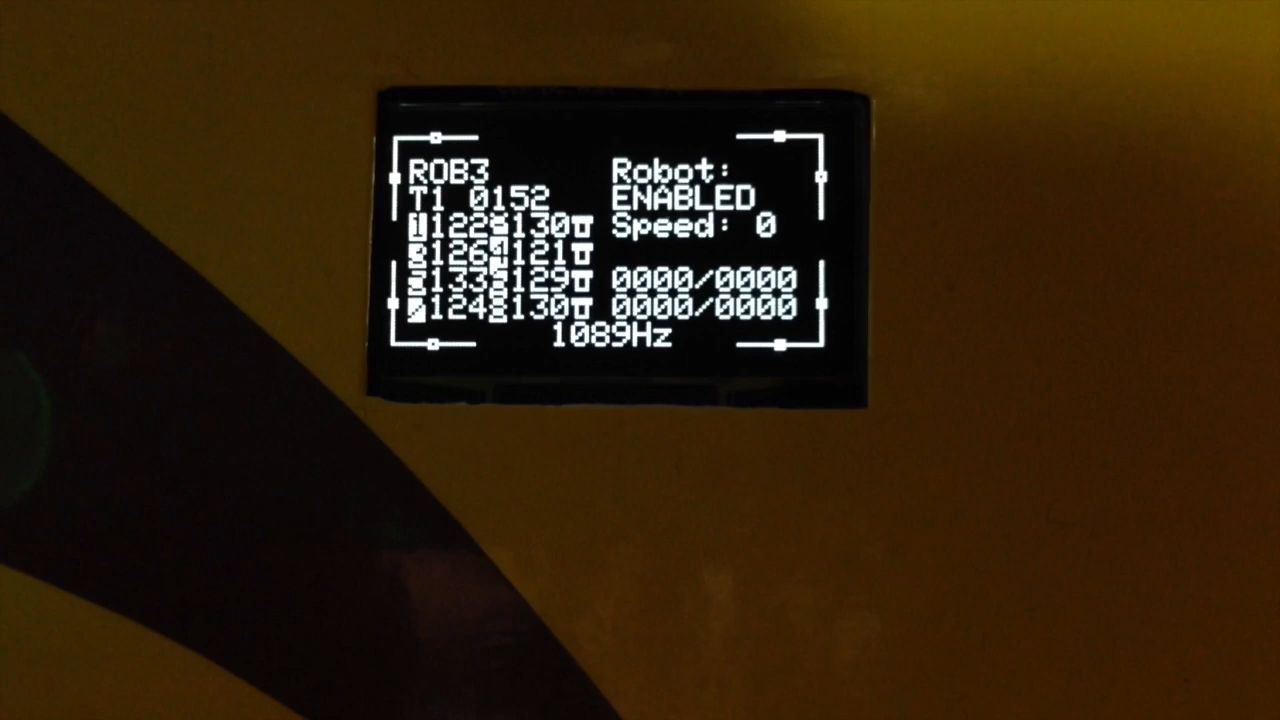 ROB3 Robot:
T1 0152 ENABLED
1 122 130 Speed: 0
126 121
133 129 0000/0000
124 130 0000/0000
1089Hz